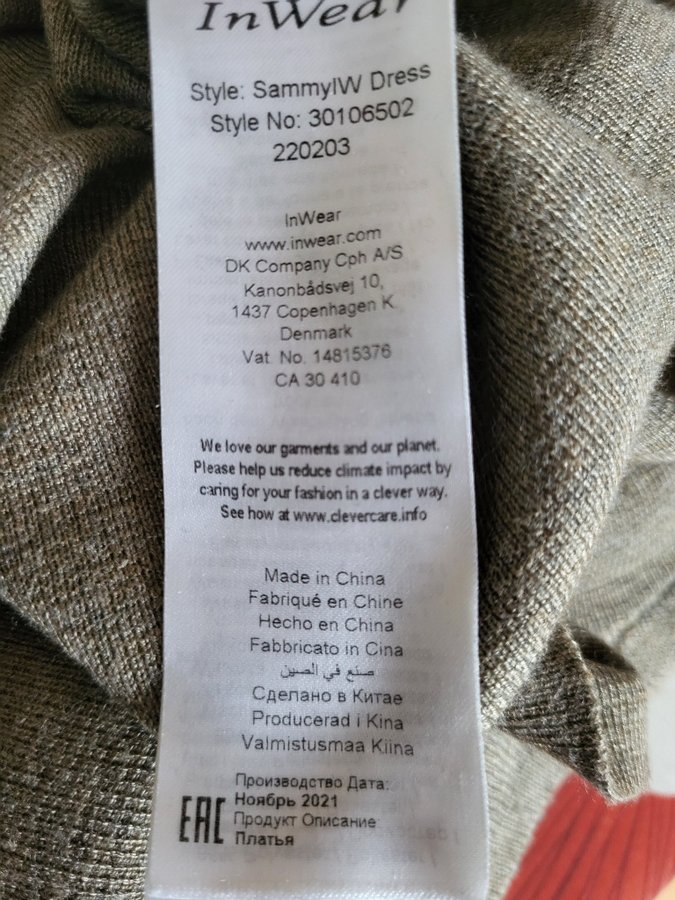 InWear
Style: SammyIW Dress
Style No: 30106502
220203
InWear
www.inwear.com
DK Company Cph A/S
Kanonbådsvej 10,
1437 Copenhagen K
Denmark
Vat. No. 14815376
CA 30 410
We love our garments and our planet.
Please help us reduce climate impact by
caring for your fashion in a clever way.
See how at www.clevercare.info
Made in China
Fabriqué en Chine
Hecho en China
Fabbricato in Cina
صنع في الصين
Сделано в Китае
Producerad i Kina
Valmistusmaa Kiina
Производство Дата:
Ноябрь 2021
EAC Продукт Описание:
Платья